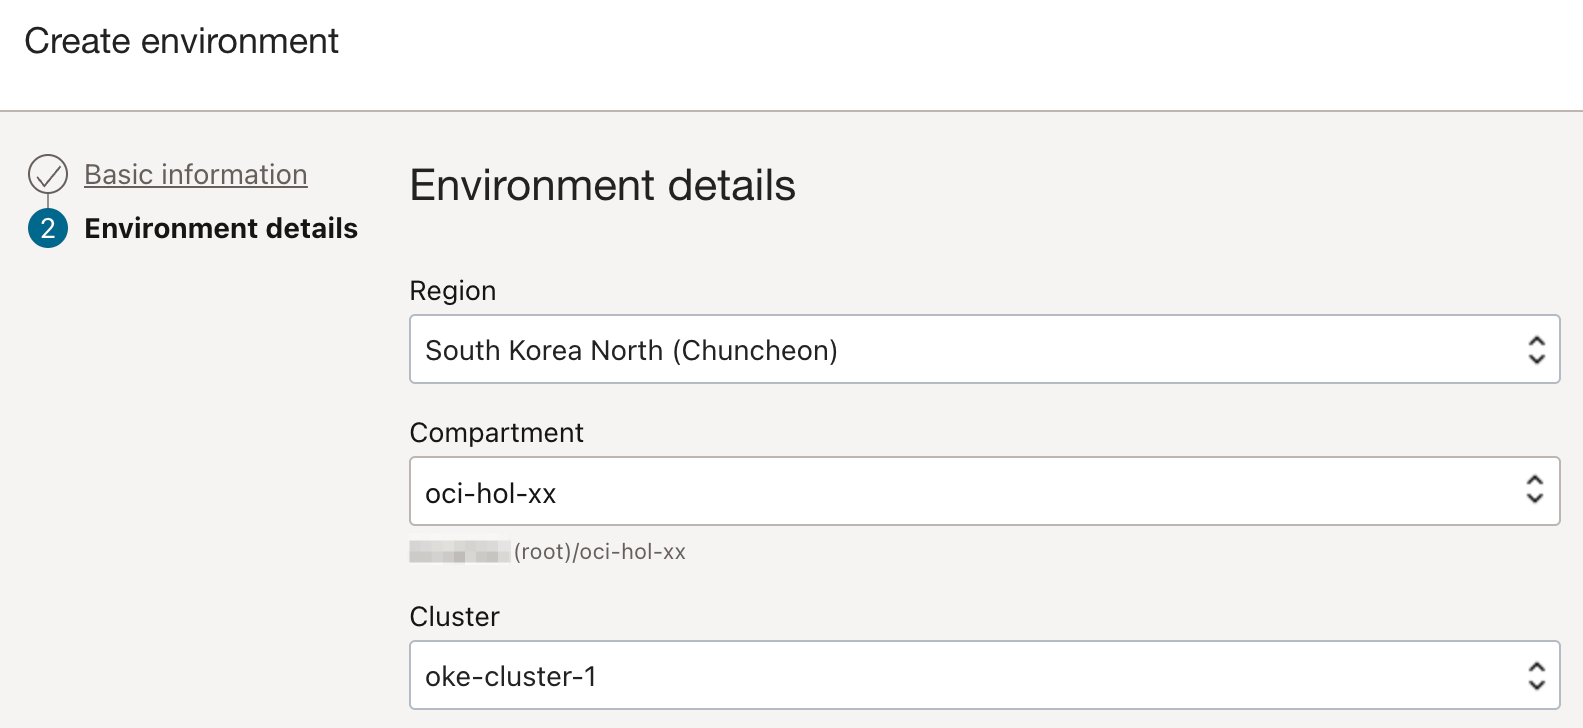 Create environment
Basic information
2 Environment details
Environment details
Region
South Korea North (Chuncheon)
Compartment
oci-hol-xx
(root)/oci-hol-xx
Cluster
oke-cluster-1